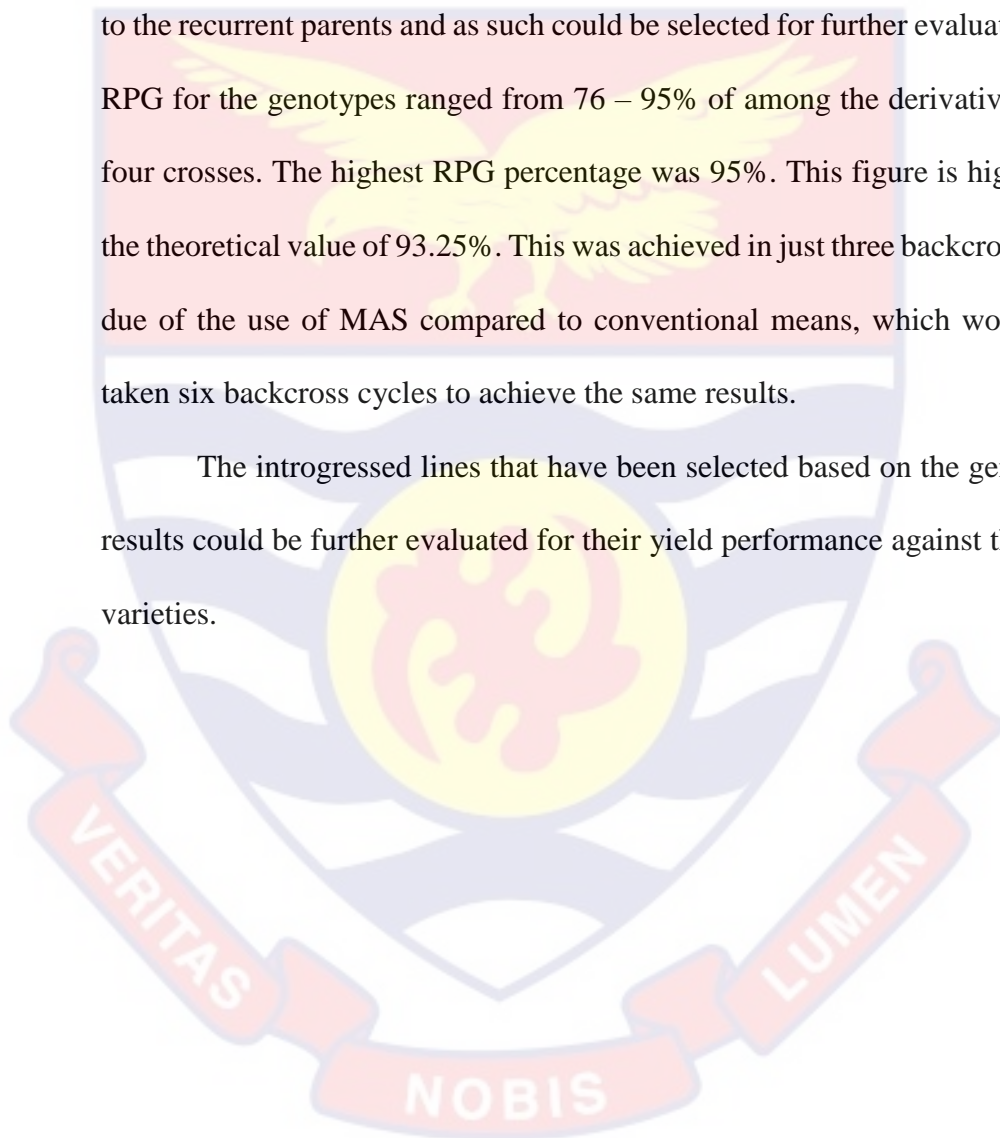 to the recurrent parents and as such could be selected for further evaluat
RPG for the genotypes ranged from 76 – 95% of among the derivativ
four crosses. The highest RPG percentage was 95%. This figure is hig
the theoretical value of 93.25%. This was achieved in just three backcro
due of the use of MAS compared to conventional means, which wo
taken six backcross cycles to achieve the same results.
The introgressed lines that have been selected based on the ge
results could be further evaluated for their yield performance against t
varieties.
VERITAS
NOBIS
LUMEN